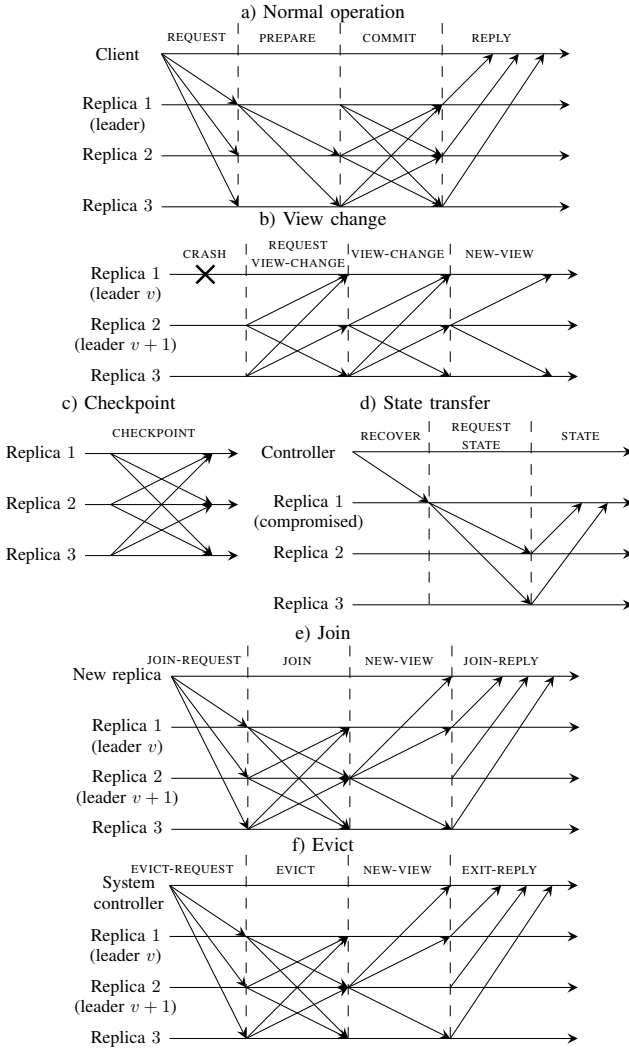 a) Normal operation
REQUEST PREPARE COMMIT REPLY
Client
Replica 1
(leader)
Replica 2
Replica 3
b) View change
CRASH REQUEST VIEW-CHANGE NEW-VIEW
VIEW-CHANGE
Replica 1
(leader v)
Replica 2
(leader v + 1)
Replica 3
c) Checkpoint
CHECKPOINT
Replica 1
Replica 2
Replica 3
d) State transfer
RECOVER REQUEST STATE
STATE
Controller
Replica 1
(compromised)
Replica 2
Replica 3
e) Join
JOIN-REQUEST JOIN NEW-VIEW JOIN-REPLY
New replica
Replica 1
(leader v)
Replica 2
(leader v + 1)
Replica 3
f) Evict
EVICT-REQUEST EVICT NEW-VIEW EXIT-REPLY
System
controller
Replica 1
(leader v)
Replica 2
(leader v + 1)
Replica 3